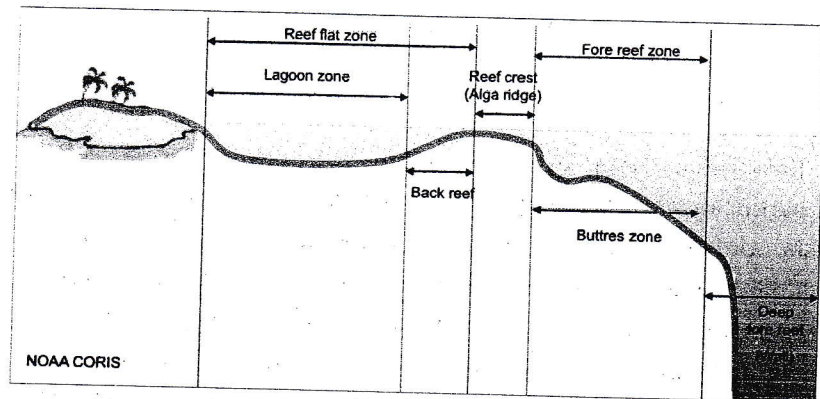 Reef flat zone
Fore reef zone
Lagoon zone
Reef crest
(Alga ridge)
Back reef
Buttres zone
Deep
fore reef
NOAA CORIS